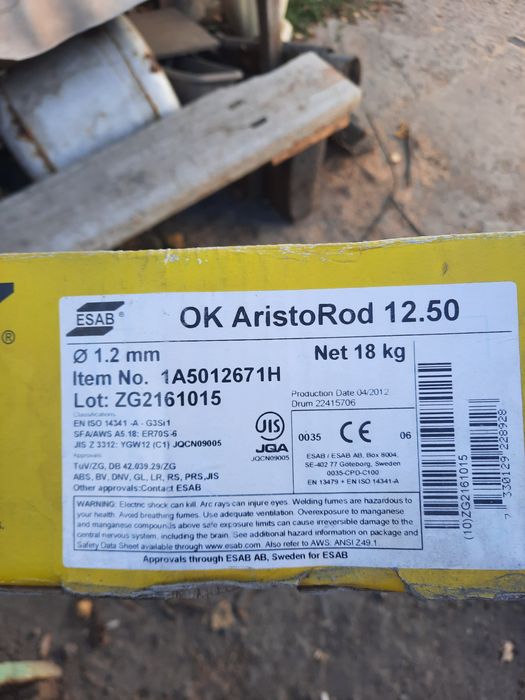 ESAB®
OK AristoRod 12.50
®
Ø 1.2 mm
Net 18 kg
Item No. 1A5012671H
Lot: ZG2161015
Production Date 04/2012
Drum 22415706
Classifications
EN ISO 14341 -A - G3Si1
SFA/AWS A5.18: ER70S-6
JIS Z 3312: YGW12 (C1) JQCN09005
Approvals
TüV/ZG, DB 42.039.29/ZG
ABS, BV, DNV, GL, LR, RS, PRS,JIS
Other approvals:Contact ESAB
JIS
JQA
JQCN09005
0035 CE 06
ESAB / ESAB AB, Box 8004,
SE-402 77 Göteborg, Sweden
0035-CPD-C100
EN 13479 + EN ISO 14341-A
WARNING: Electric shock can kill. Arc rays can injure eyes. Welding fumes are hazardous to
your health. Avoid breathing fumes. Use adequate ventilation. Overexposure to manganese
and manganese compounds above safe exposure limits can cause irreversible damage to the
central nervous system, including the brain. See additional hazard information on package and
Safety Data Sheet available through www.esab.com. Also refer to AWS: ANSI Z49.1.
Approvals through ESAB AB, Sweden for ESAB
(10)ZG2161015
7 330129 228928